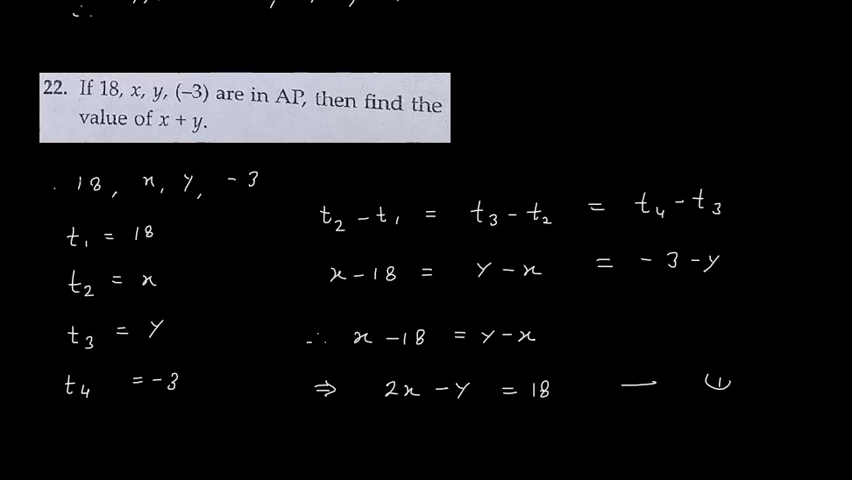 ∴
22. If 18, x, y, (–3) are in AP, then find the
value of x + y.
18, x, y, -3
t₁ = 18
t₂ = x
t₃ = y
t₄ = -3
t₂ - t₁ = t₃ - t₂ = t₄ - t₃
x - 18 = y - x = -3 - y
∴ x - 18 = y - x
⇒ 2x - y = 18 — ①